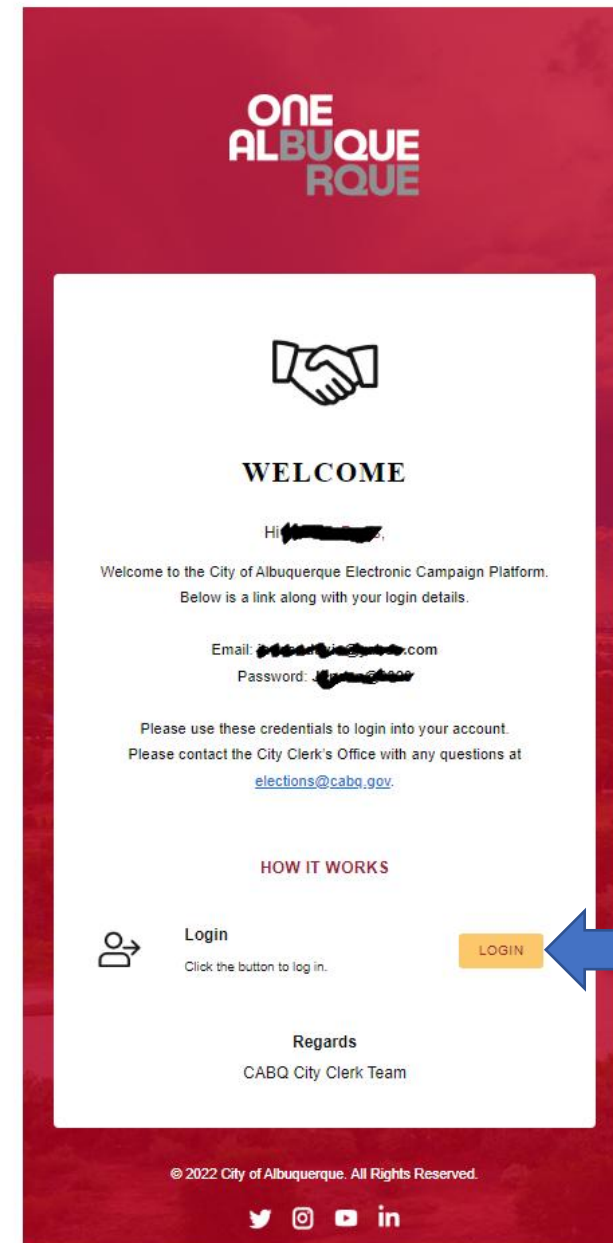 ONE
ALBUQUE
RQUE
WELCOME
Hi
Welcome to the City of Albuquerque Electronic Campaign Platform.
Below is a link along with your login details.
Email: .com
Password:
Please use these credentials to login into your account.
Please contact the City Clerk's Office with any questions at
elections@cabq.gov.
HOW IT WORKS
Login
Click the button to log in.
LOGIN
Regards
CABQ City Clerk Team
© 2022 City of Albuquerque. All Rights Reserved.
in